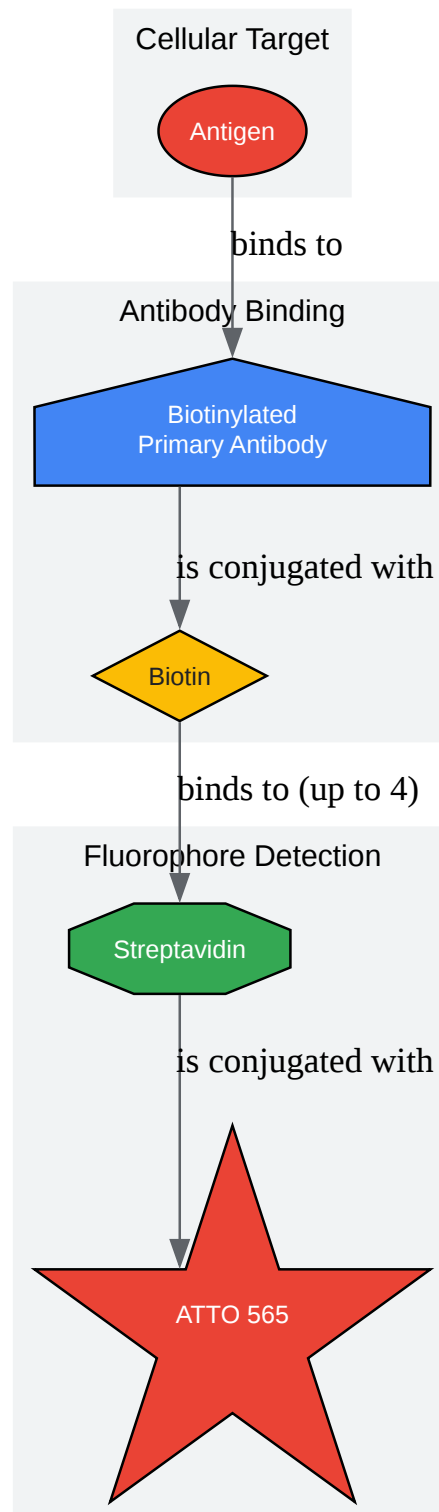 Cellular Target
Antigen
binds to
Antibody Binding
Biotinylated
Primary Antibody
is conjugated with
Biotin
binds to (up to 4)
Fluorophore Detection
Streptavidin
is conjugated with
ATTO 565